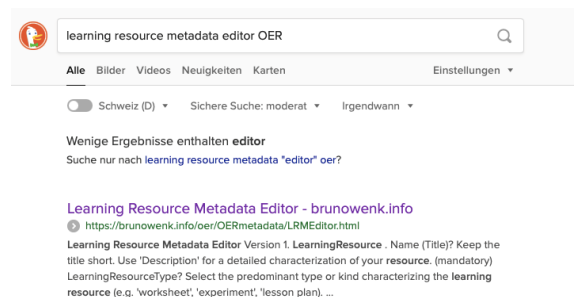 learning resource metadata editor OER
Alle Bilder Videos Neuigkeiten Karten Einstellungen
Schweiz (D) Sichere Suche: moderat Irgendwann
Wenige Ergebnisse enthalten editor
Suche nur nach learning resource metadata "editor" oer?
Learning Resource Metadata Editor - brunowenk.info
https://brunowenk.info/oer/OERmetadata/LRMEditor.html
Learning Resource Metadata Editor Version 1. LearningResource . Name (Title)? Keep the
title short. Use 'Description' for a detailed characterization of your resource. (mandatory)
LearningResourceType? Select the predominant type or kind characterizing the learning
resource (e.g. 'worksheet', 'experiment', 'lesson plan). ...